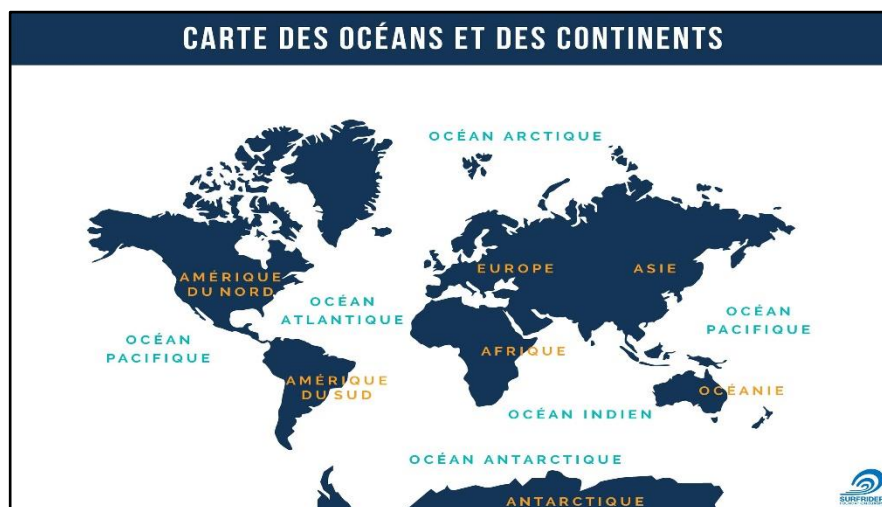 CARTE DES OCÉANS ET DES CONTINENTS
OCÉAN ARCTIQUE
AMÉRIQUE
DU NORD
EUROPE
ASIE
OCÉAN
ATLANTIQUE
OCÉAN
PACIFIQUE
OCÉAN
PACIFIQUE
AFRIQUE
AMÉRIQUE
DU SUD
OCÉANIE
OCÉAN INDIEN
OCÉAN ANTARCTIQUE
ANTARCTIQUE
SURFRIDER